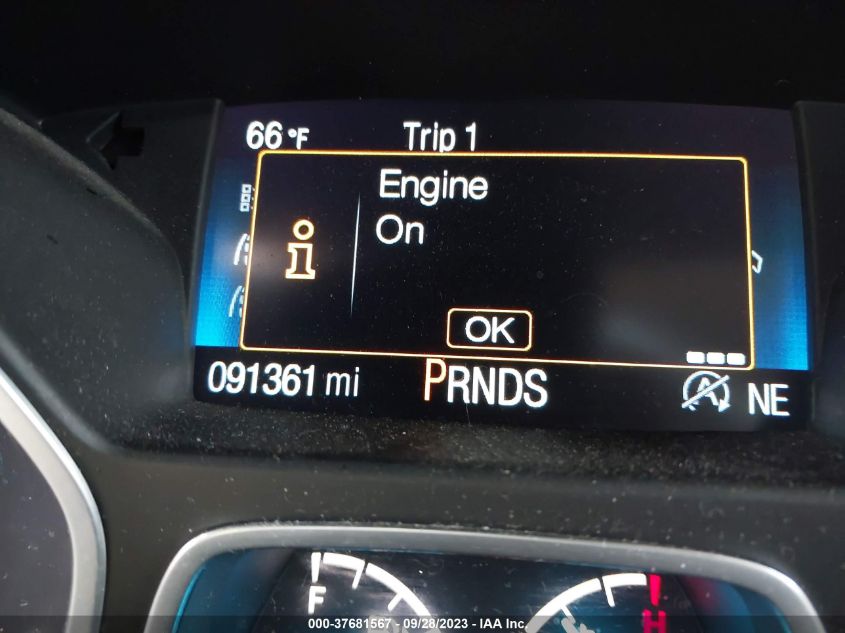 66 °F Trip 1
Engine
On
i
OK
091361 mi PRNDS A NE
F H
000-37681567 - 09/28/2023 - IAA Inc.